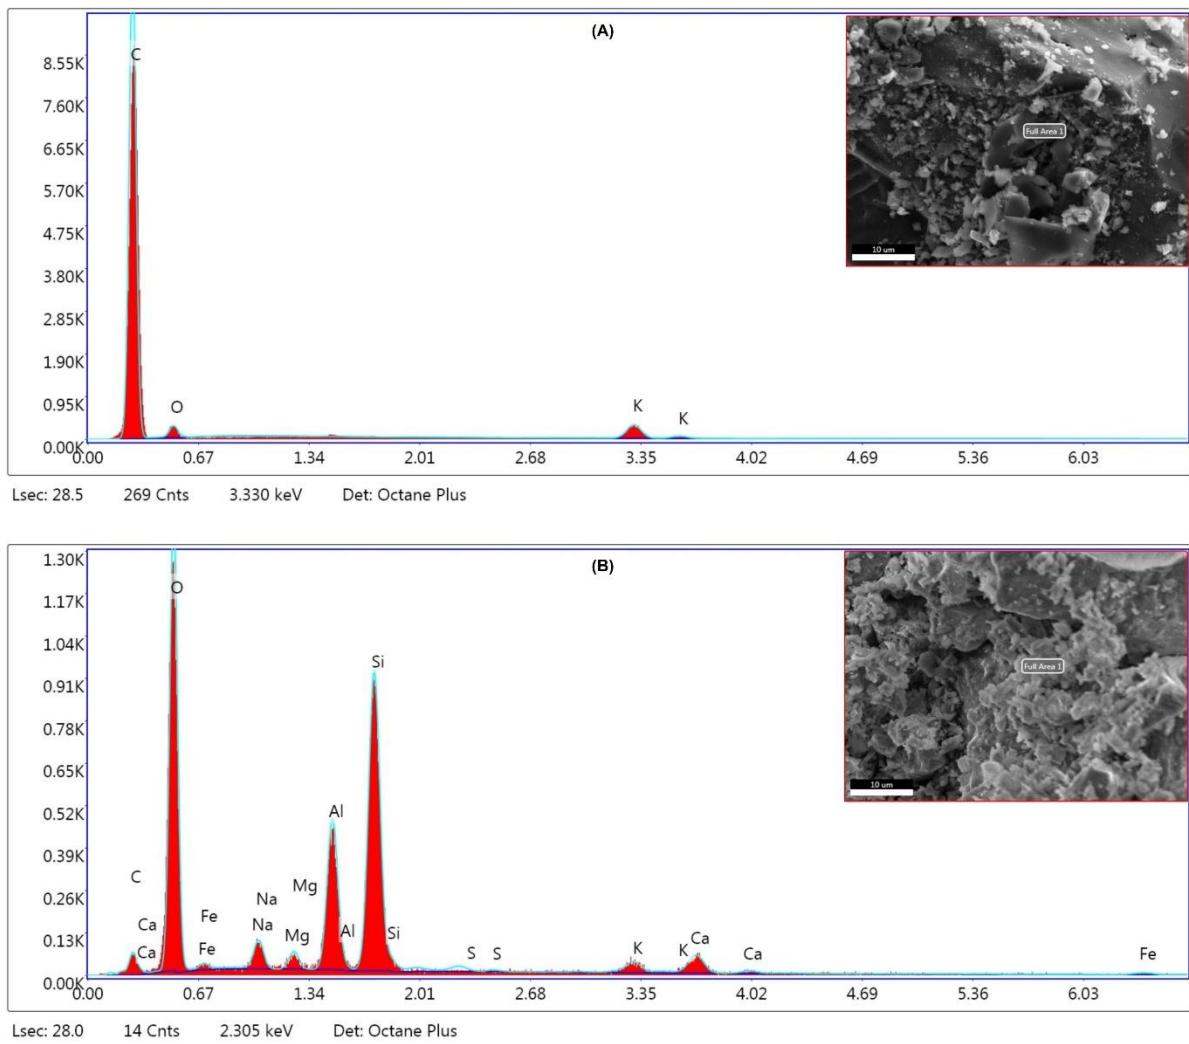 (A)
C
8.55K
7.60K
6.65K
5.70K
4.75K
3.80K
2.85K
1.90K
0.95K
0.00K
O
K
K
0.00 0.67 1.34 2.01 2.68 3.35 4.02 4.69 5.36 6.03
Full Area 1
10 um
Lsec: 28.5 269 Cnts 3.330 keV Det: Octane Plus
(B)
1.30K
1.17K
1.04K
0.91K
0.78K
0.65K
0.52K
0.39K
0.26K
0.13K
0.00K
O
Si
Al
C
Mg
Na
Fe
Ca
Na
Al
Si
Mg
Ca
Fe
S
S
K
K
Ca
Ca
Fe
0.00 0.67 1.34 2.01 2.68 3.35 4.02 4.69 5.36 6.03
Full Area 1
10 um
Lsec: 28.0 14 Cnts 2.305 keV Det: Octane Plus